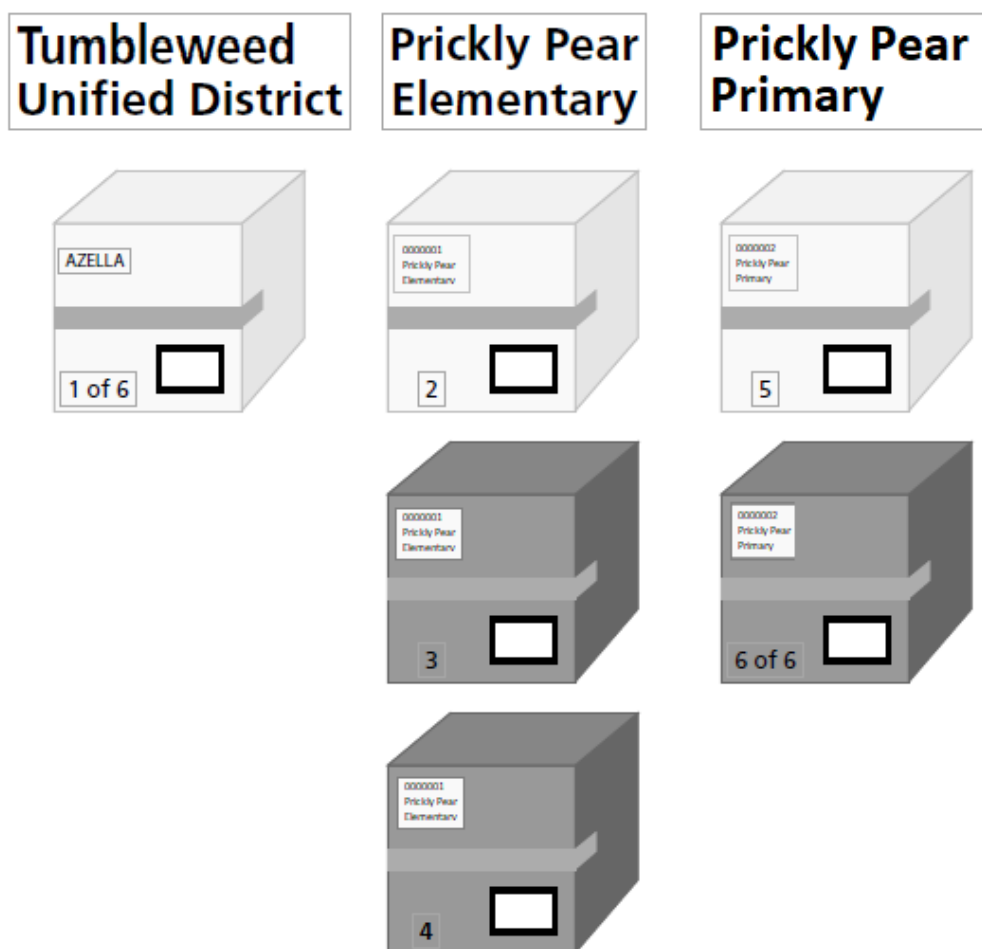 Tumbleweed
Unified District
Prickly Pear
Elementary
Prickly Pear
Primary
AZELLA
1 of 6
0000001
Prickly Pear
Elementary
2
0000002
Prickly Pear
Primary
5
0000001
Prickly Pear
Elementary
3
0000002
Prickly Pear
Primary
6 of 6
0000001
Prickly Pear
Elementary
4